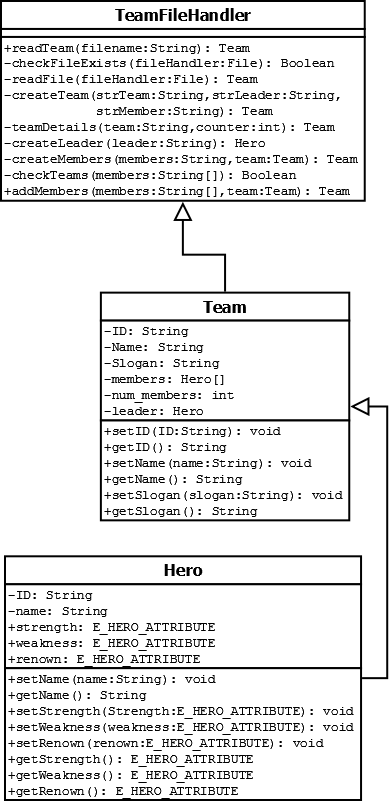 TeamFileHandler
+readTeam(filename:String): Team
-checkFileExists(fileHandler:File): Boolean
-readFile(fileHandler:File): Team
-createTeam(strTeam:String,strLeader:String,
strMember:String): Team
-teamDetails(team:String,counter:int): Team
-createLeader(leader:String): Hero
-createMembers(members:String,team:Team): Team
-checkTeams(members:String[]): Boolean
+addMembers(members:String[],team:Team): Team
Team
-ID: String
-Name: String
-Slogan: String
-members: Hero[]
-num_members: int
-leader: Hero
+setID(ID:String): void
+getID(): String
+setName(name:String): void
+getName(): String
+setSlogan(slogan:String): void
+getSlogan(): String
Hero
-ID: String
-name: String
+strength: E_HERO_ATTRIBUTE
+weakness: E_HERO_ATTRIBUTE
+renown: E_HERO_ATTRIBUTE
+setName(name:String): void
+getName(): String
+setStrength(Strength:E_HERO_ATTRIBUTE): void
+setWeakness(weakness:E_HERO_ATTRIBUTE): void
+setRenown(renown:E_HERO_ATTRIBUTE): void
+getStrength(): E_HERO_ATTRIBUTE
+getWeakness(): E_HERO_ATTRIBUTE
+getRenown(): E_HERO_ATTRIBUTE